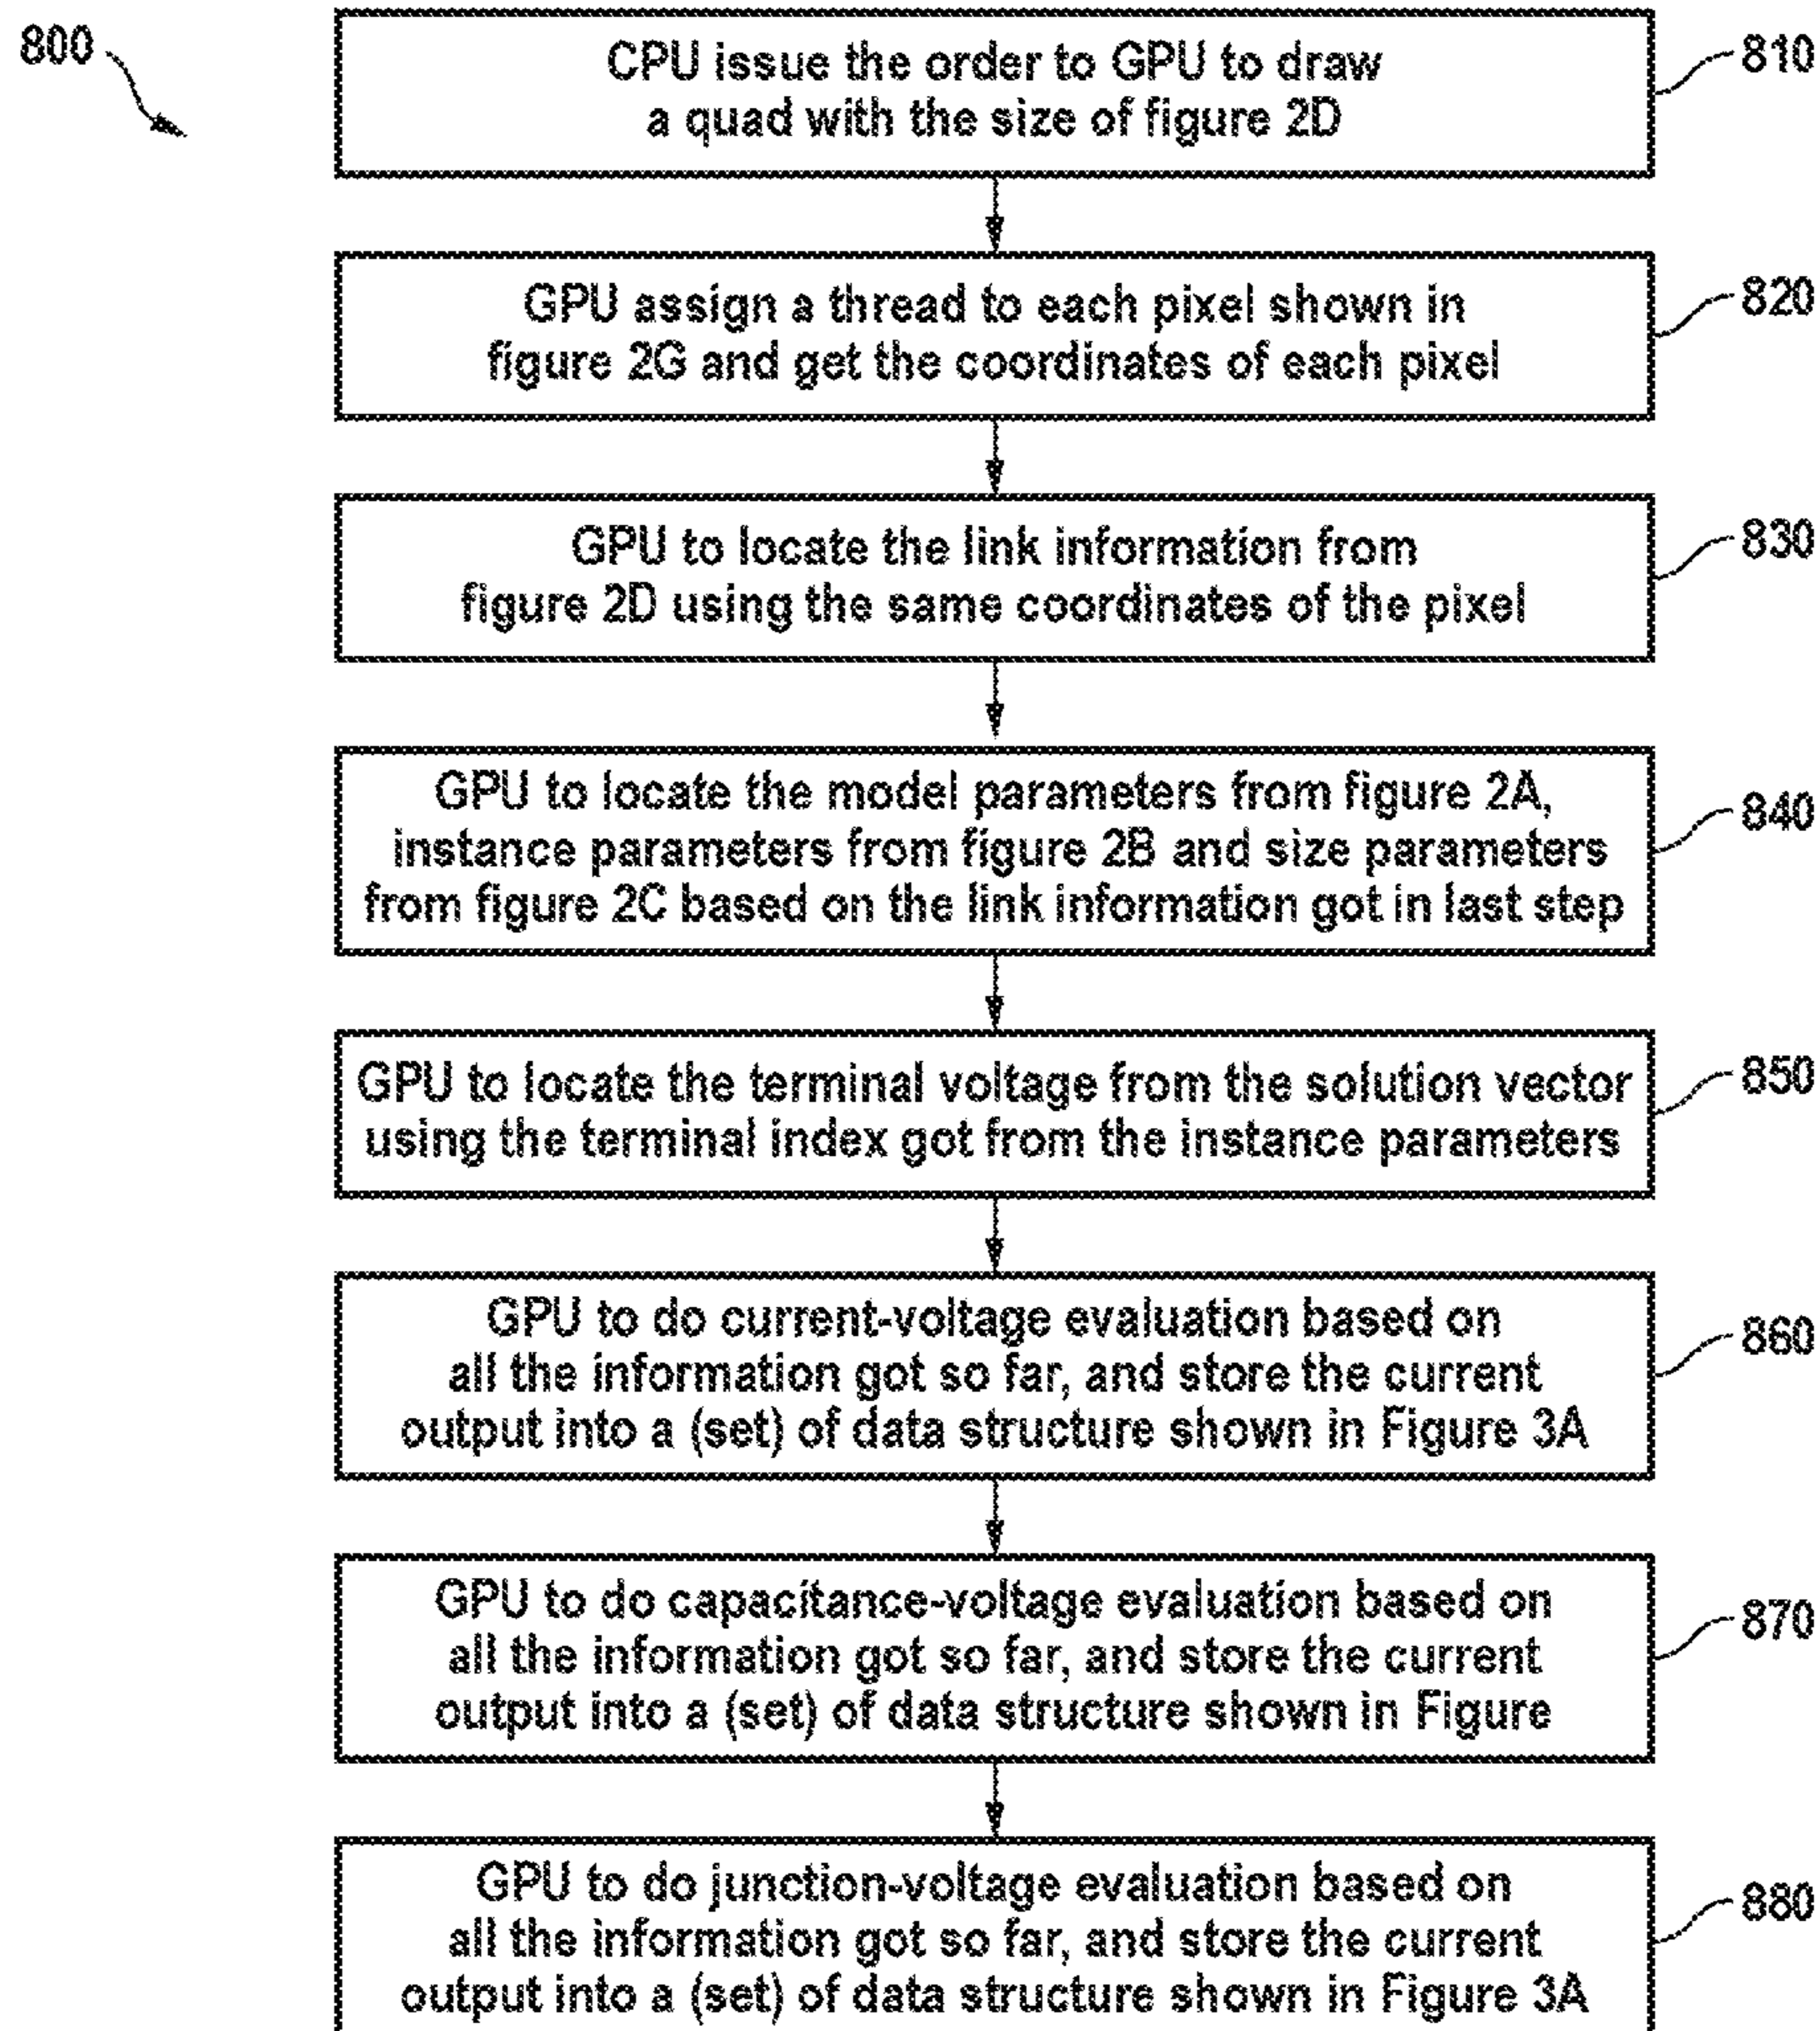 800
CPU issue the order to GPU to draw
a quad with the size of figure 2D
810
GPU assign a thread to each pixel shown in
figure 2G and get the coordinates of each pixel
820
GPU to locate the link information from
figure 2D using the same coordinates of the pixel
830
GPU to locate the model parameters from figure 2A,
instance parameters from figure 2B and size parameters
from figure 2C based on the link information got in last step
840
GPU to locate the terminal voltage from the solution vector
using the terminal index got from the instance parameters
850
GPU to do current-voltage evaluation based on
all the information got so far, and store the current
output into a (set) of data structure shown in Figure 3A
860
GPU to do capacitance-voltage evaluation based on
all the information got so far, and store the current
output into a (set) of data structure shown in Figure
870
GPU to do junction-voltage evaluation based on
all the information got so far, and store the current
output into a (set) of data structure shown in Figure 3A
880